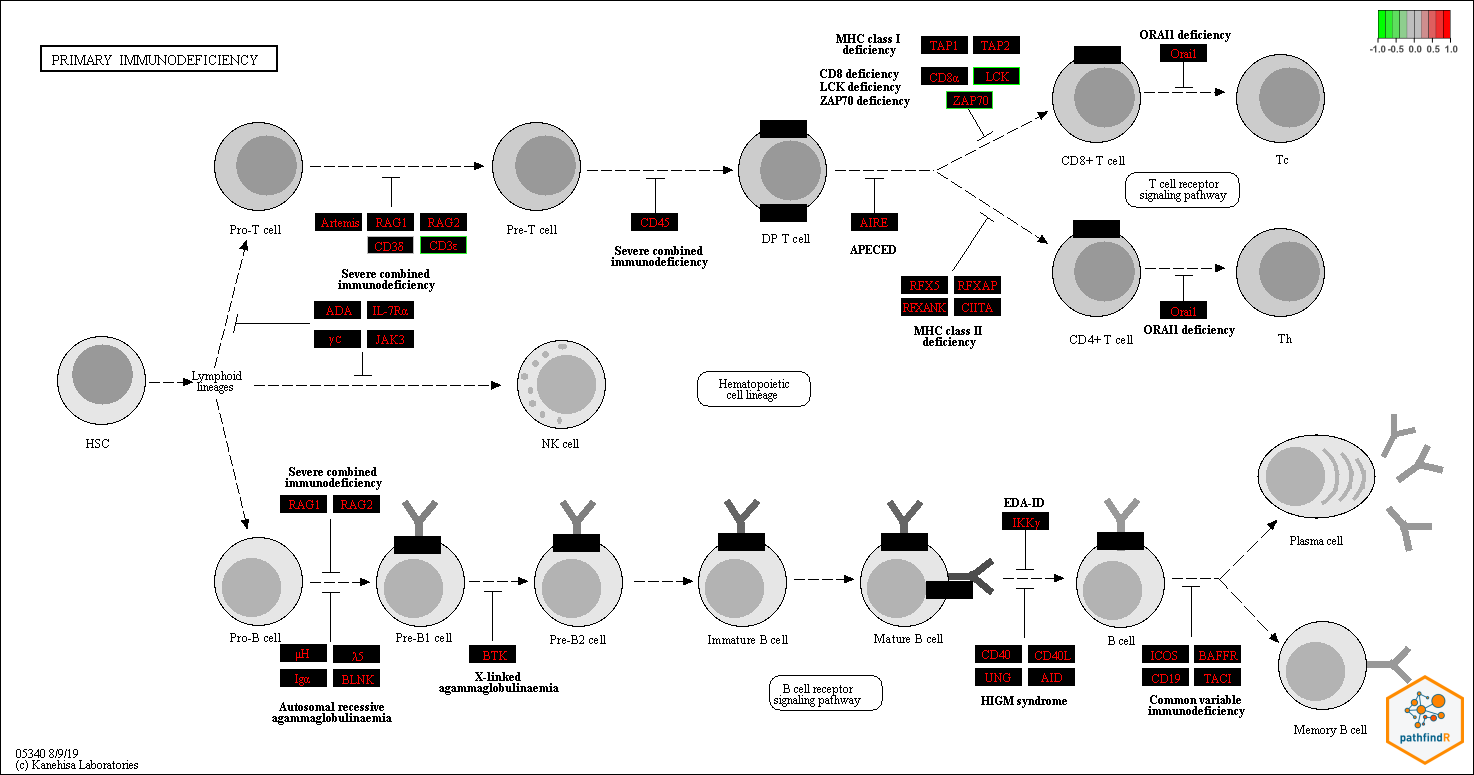 PRIMARY IMMUNODEFICIENCY
-1.0 -0.5 0.0 0.5 1.0
MHC class I
deficiency
TAP1 TAP2
CD8 deficiency
LCK deficiency
ZAP70 deficiency
CD8α LCK
ZAP70
ORAI1 deficiency
Orai1
CD8+ T cell
Tc
T cell receptor
signaling pathway
Pro-T cell
Artemis RAG1 RAG2
CD3δ CD3ε
Severe combined
immunodeficiency
Pre-T cell
CD45
Severe combined
immunodeficiency
DP T cell
AIRE
APECED
RFX5 RFXAP
RFXANK CIITA
MHC class II
deficiency
CD4+ T cell
Orai1
ORAI1 deficiency
Th
ADA IL-7Rα
γc JAK3
HSC
Lymphoid
lineages
NK cell
Hematopoietic
cell lineage
Severe combined
immunodeficiency
RAG1 RAG2
Pro-B cell
μH λ5
Igα BLNK
Autosomal recessive
agammaglobulinaemia
Pre-B1 cell
BTK
X-linked
agammaglobulinaemia
Pre-B2 cell
Immature B cell
B cell receptor
signaling pathway
Mature B cell
EDA-ID
IKKγ
CD40 CD40L
UNG AID
HIGM syndrome
B cell
ICOS BAFFR
CD19 TACI
Common variable
immunodeficiency
Plasma cell
Memory B cell
pathfindR
05340 8/9/19
(c) Kanehisa Laboratories